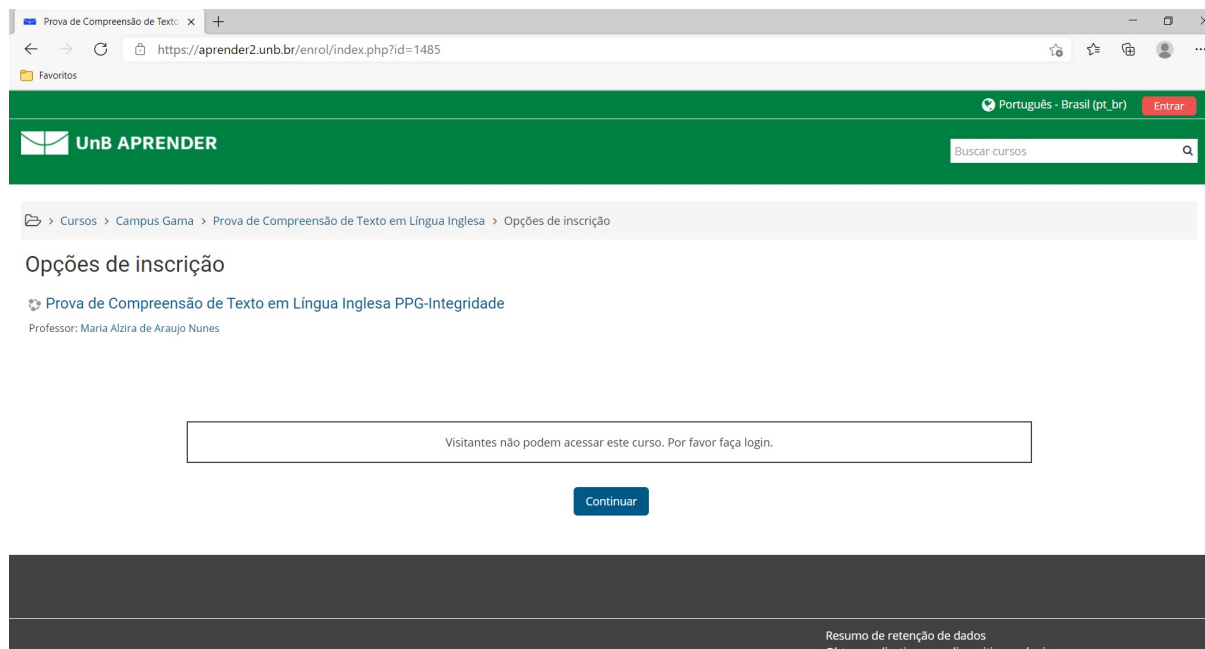 Prova de Compreensão de Texto
https://aprender2.unb.br/enrol/index.php?id=1485
Favoritos
Português - Brasil (pt_br) Entrar
UnB APRENDER
Buscar cursos
> Cursos > Campus Gama > Prova de Compreensão de Texto em Língua Inglesa > Opções de inscrição
Opções de inscrição
Prova de Compreensão de Texto em Língua Inglesa PPG-Integridade
Professor: Maria Alzira de Araujo Nunes
Visitantes não podem acessar este curso. Por favor faça login.
Continuar
Resumo de retenção de dados